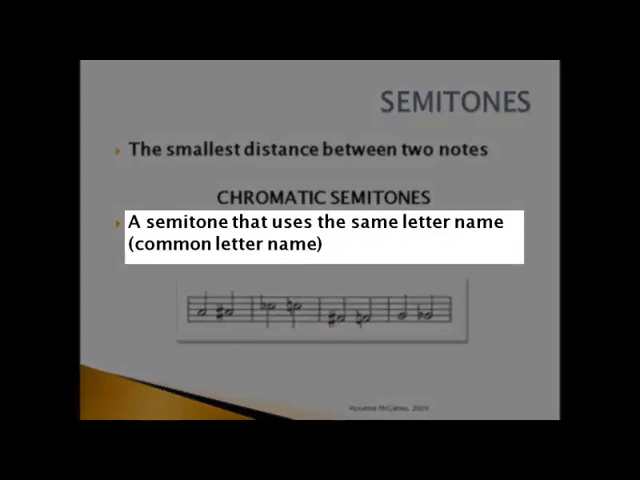 SEMITONES
The smallest distance between two notes
CHROMATIC SEMITONES
A semitone that uses the same letter name
(common letter name)
2009